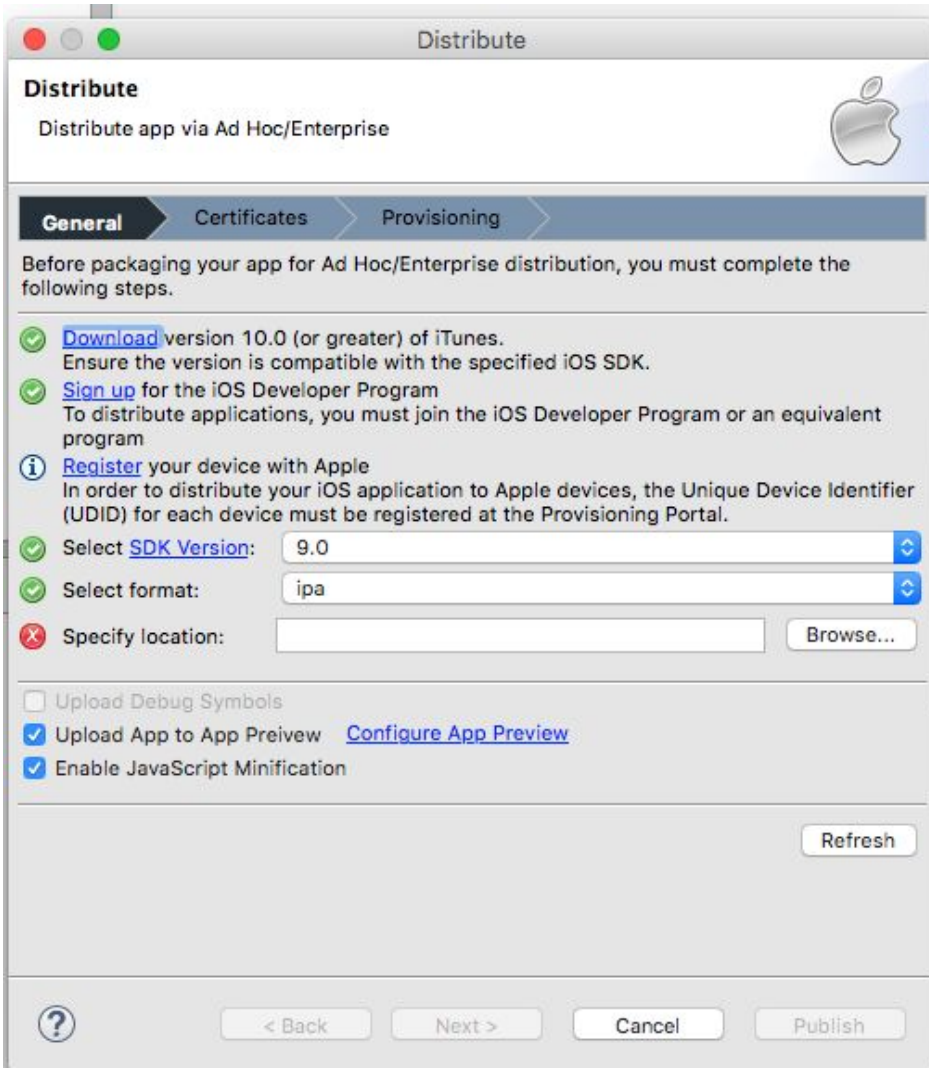 Distribute
Distribute
Distribute app via Ad Hoc/Enterprise
General Certificates Provisioning
Before packaging your app for Ad Hoc/Enterprise distribution, you must complete the
following steps.
Download version 10.0 (or greater) of iTunes.
Ensure the version is compatible with the specified iOS SDK.
Sign up for the iOS Developer Program
To distribute applications, you must join the iOS Developer Program or an equivalent
program
Register your device with Apple
In order to distribute your iOS application to Apple devices, the Unique Device Identifier
(UDID) for each device must be registered at the Provisioning Portal.
Select SDK Version: 9.0
Select format: ipa
Specify location: Browse...
Upload Debug Symbols
Upload App to App Preivew Configure App Preview
Enable JavaScript Minification
Refresh
? < Back Next > Cancel Publish